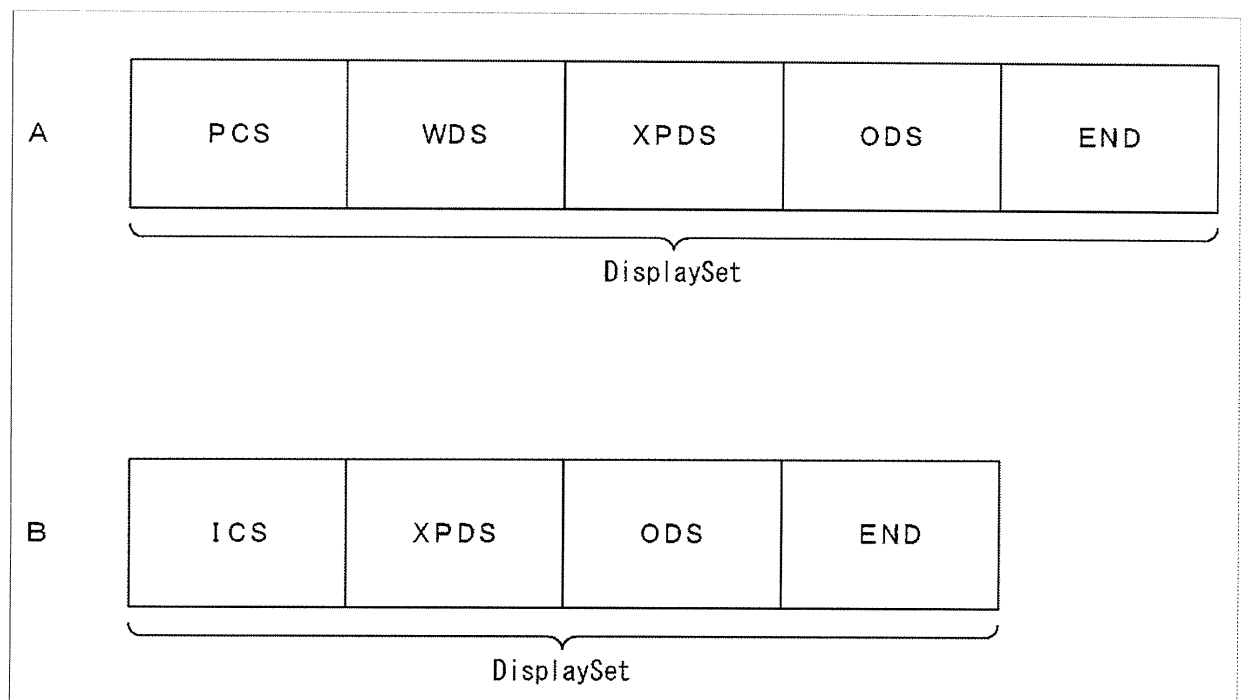 A PCS WDS XPDS ODS END
DisplaySet
B ICS XPDS ODS END
DisplaySet